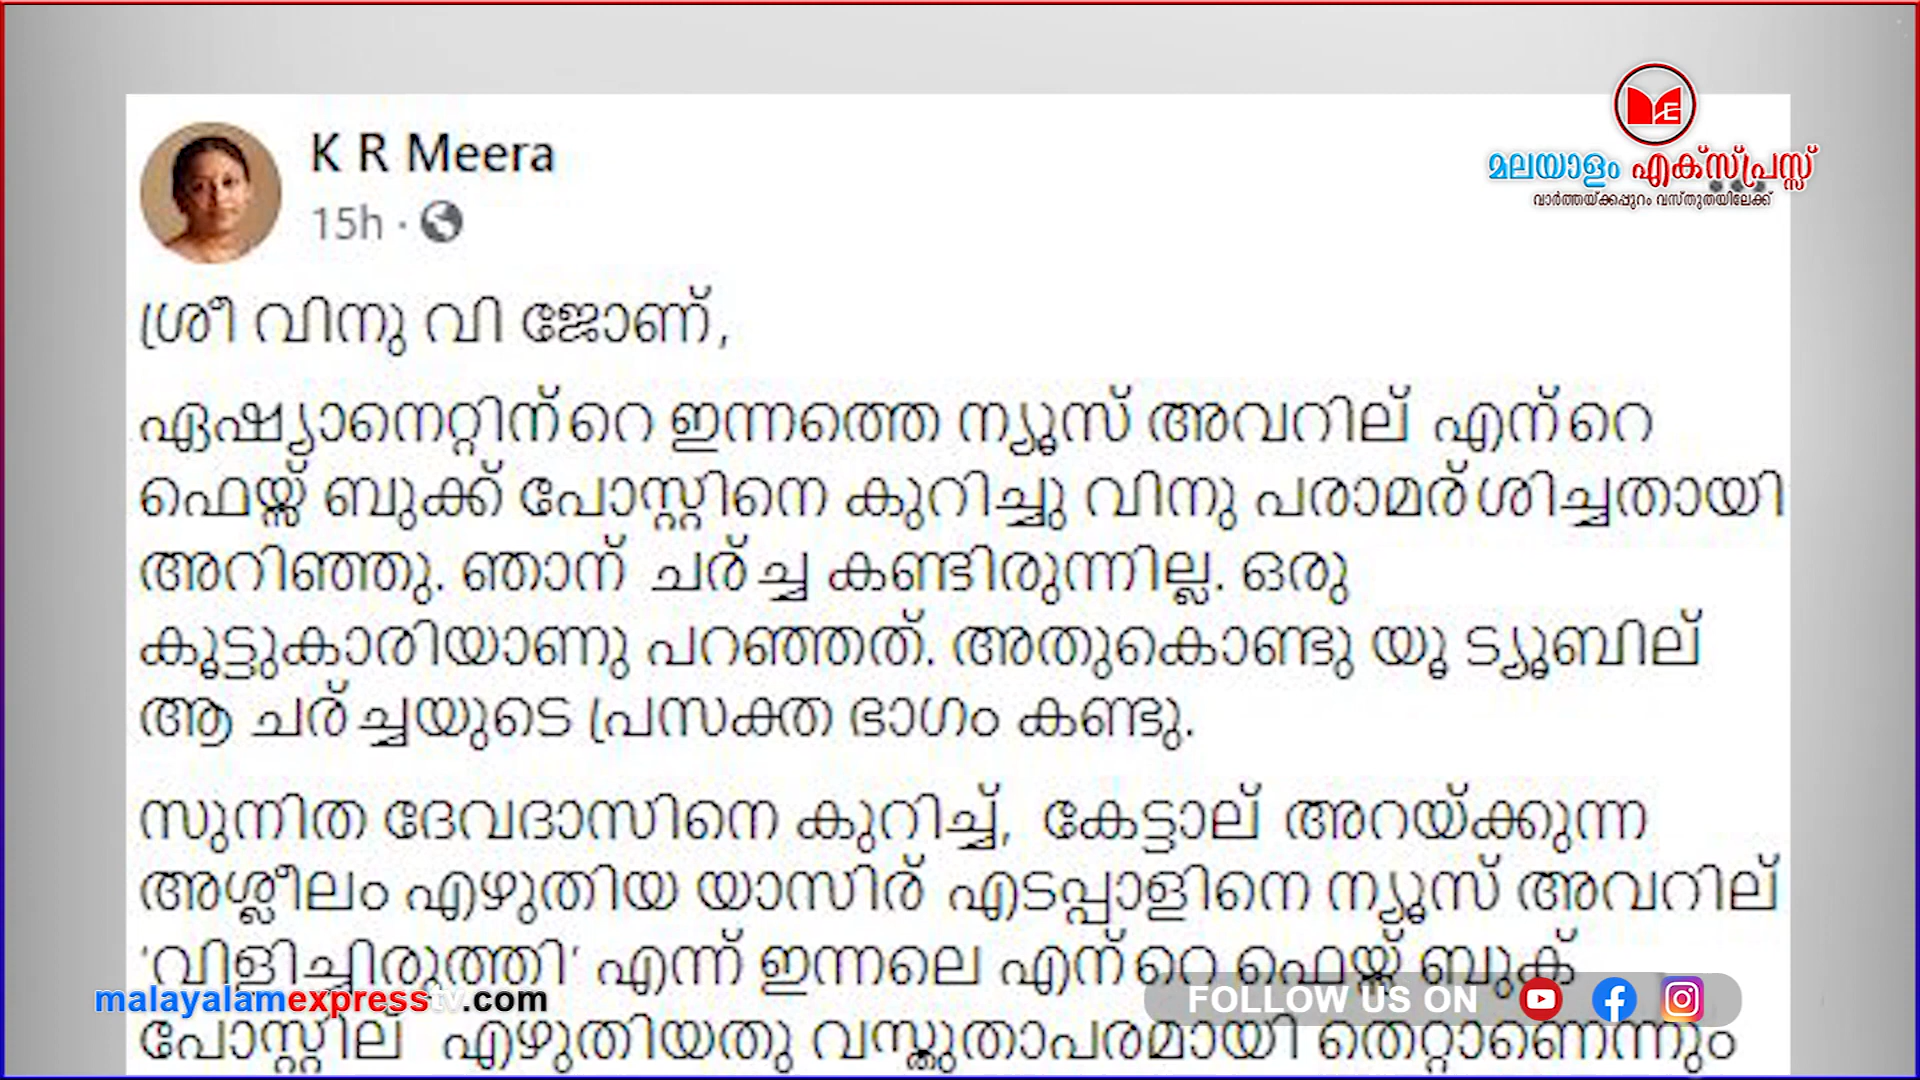 മലയാളം എക്സ്പ്രസ്സ്
വാർത്തയ്ക്കപ്പുറം വസ്തുതയിലേക്ക്
K R Meera
15h ·
ശ്രീ വിനു വി ജോണ്,
ഏഷ്യാനെറ്റിന്റെ ഇന്നത്തെ ന്യൂസ് അവറില് എന്റെ
ഫെയ്സ് ബുക്ക് പോസ്റ്റിനെ കുറിച്ചു വിനു പരാമര്ശിച്ചതായി
അറിഞ്ഞു. ഞാന് ചര്ച്ച കണ്ടിരുന്നില്ല. ഒരു
കൂട്ടുകാരിയാണു പറഞ്ഞത്. അതുകൊണ്ടു യൂ ട്യൂബില്
ആ ചര്ച്ചയുടെ പ്രസക്ത ഭാഗം കണ്ടു.
സുനിത ദേവദാസിനെ കുറിച്ച്, കേട്ടാല് അറയ്ക്കുന്ന
അശ്ലീലം എഴുതിയ യാസിര് എടപ്പാളിനെ ന്യൂസ് അവറില്
'വിളിച്ചിരുത്തി' എന്ന് ഇന്നലെ എന്റെ ഫെയ്സ് ബുക്
പോസ്റ്റില് എഴുതിയതു വസ്തുതാപരമായി തെറ്റാണെന്നും
malayalamexpresstv.com
FOLLOW US ON